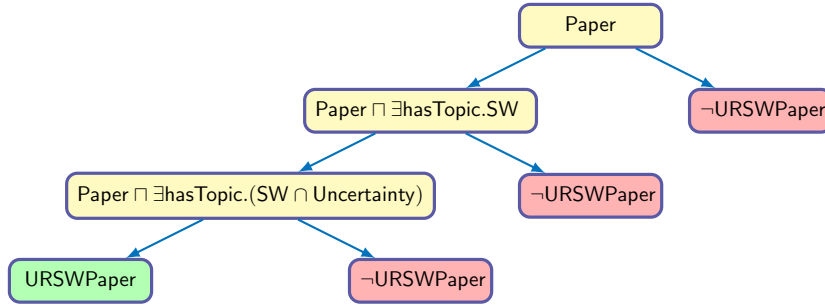 Paper
Paper ⊓ ∃hasTopic.SW
¬URSWPaper
Paper ⊓ ∃hasTopic.(SW ∩ Uncertainty)
¬URSWPaper
URSWPaper
¬URSWPaper